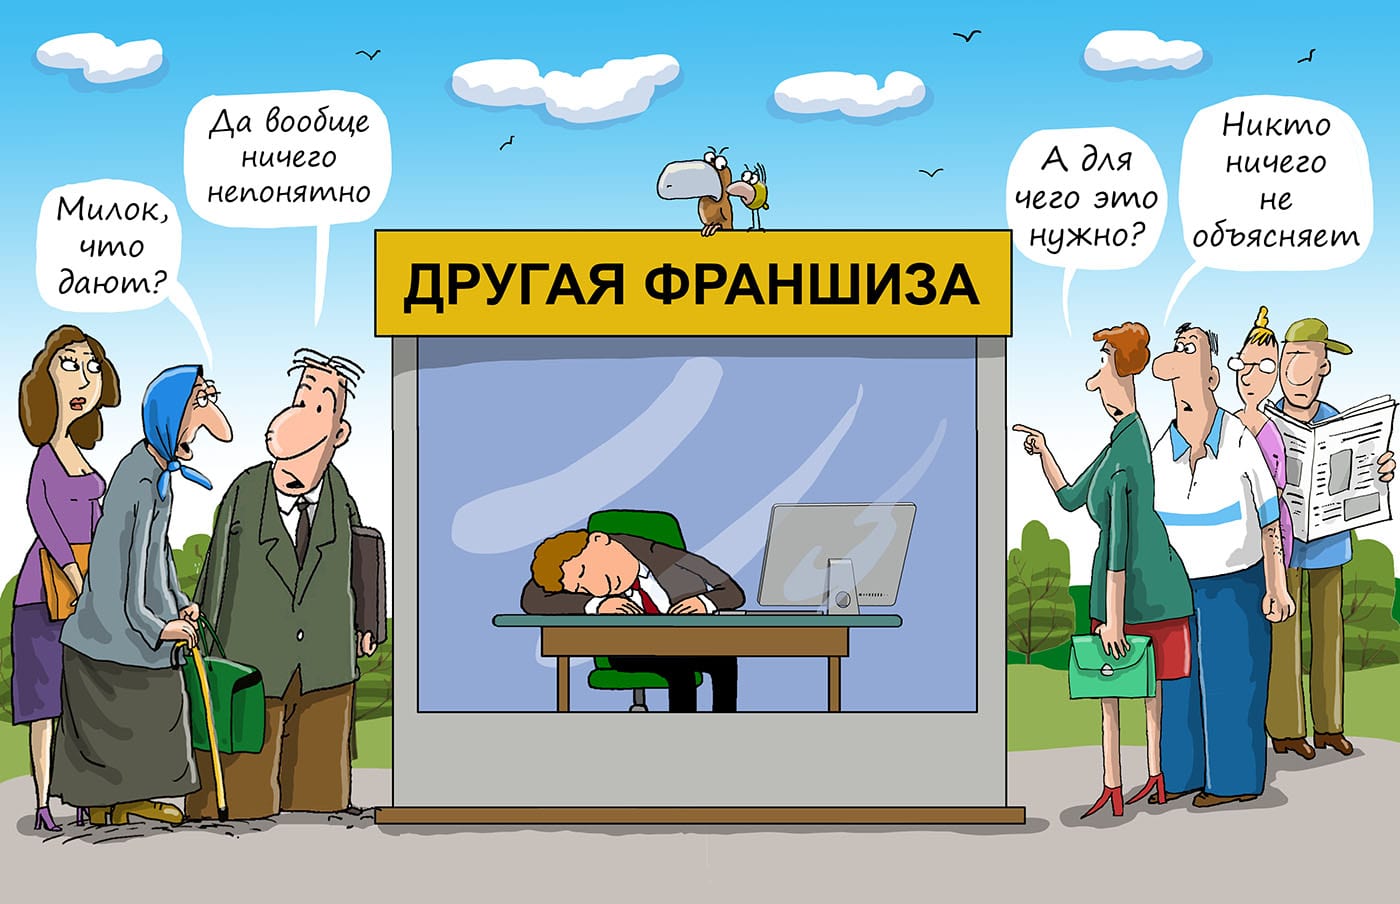 Милок,
что
дают?
Да вообще
ничего
непонятно
ДРУГАЯ ФРАНШИЗА
А для
чего это
нужно?
Никто
ничего
не
объясняет